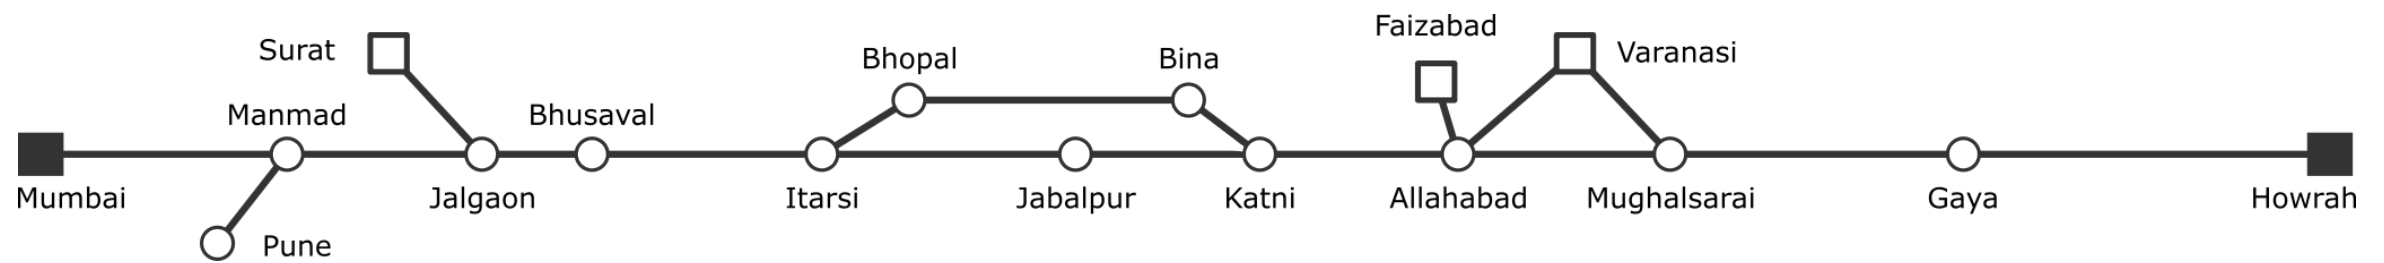 Faizabad
Surat
Bhopal
Bina
Varanasi
Manmad
Bhusaval
Mumbai
Jalgaon
Itarsi
Jabalpur
Katni
Allahabad
Mughalsarai
Gaya
Howrah
Pune